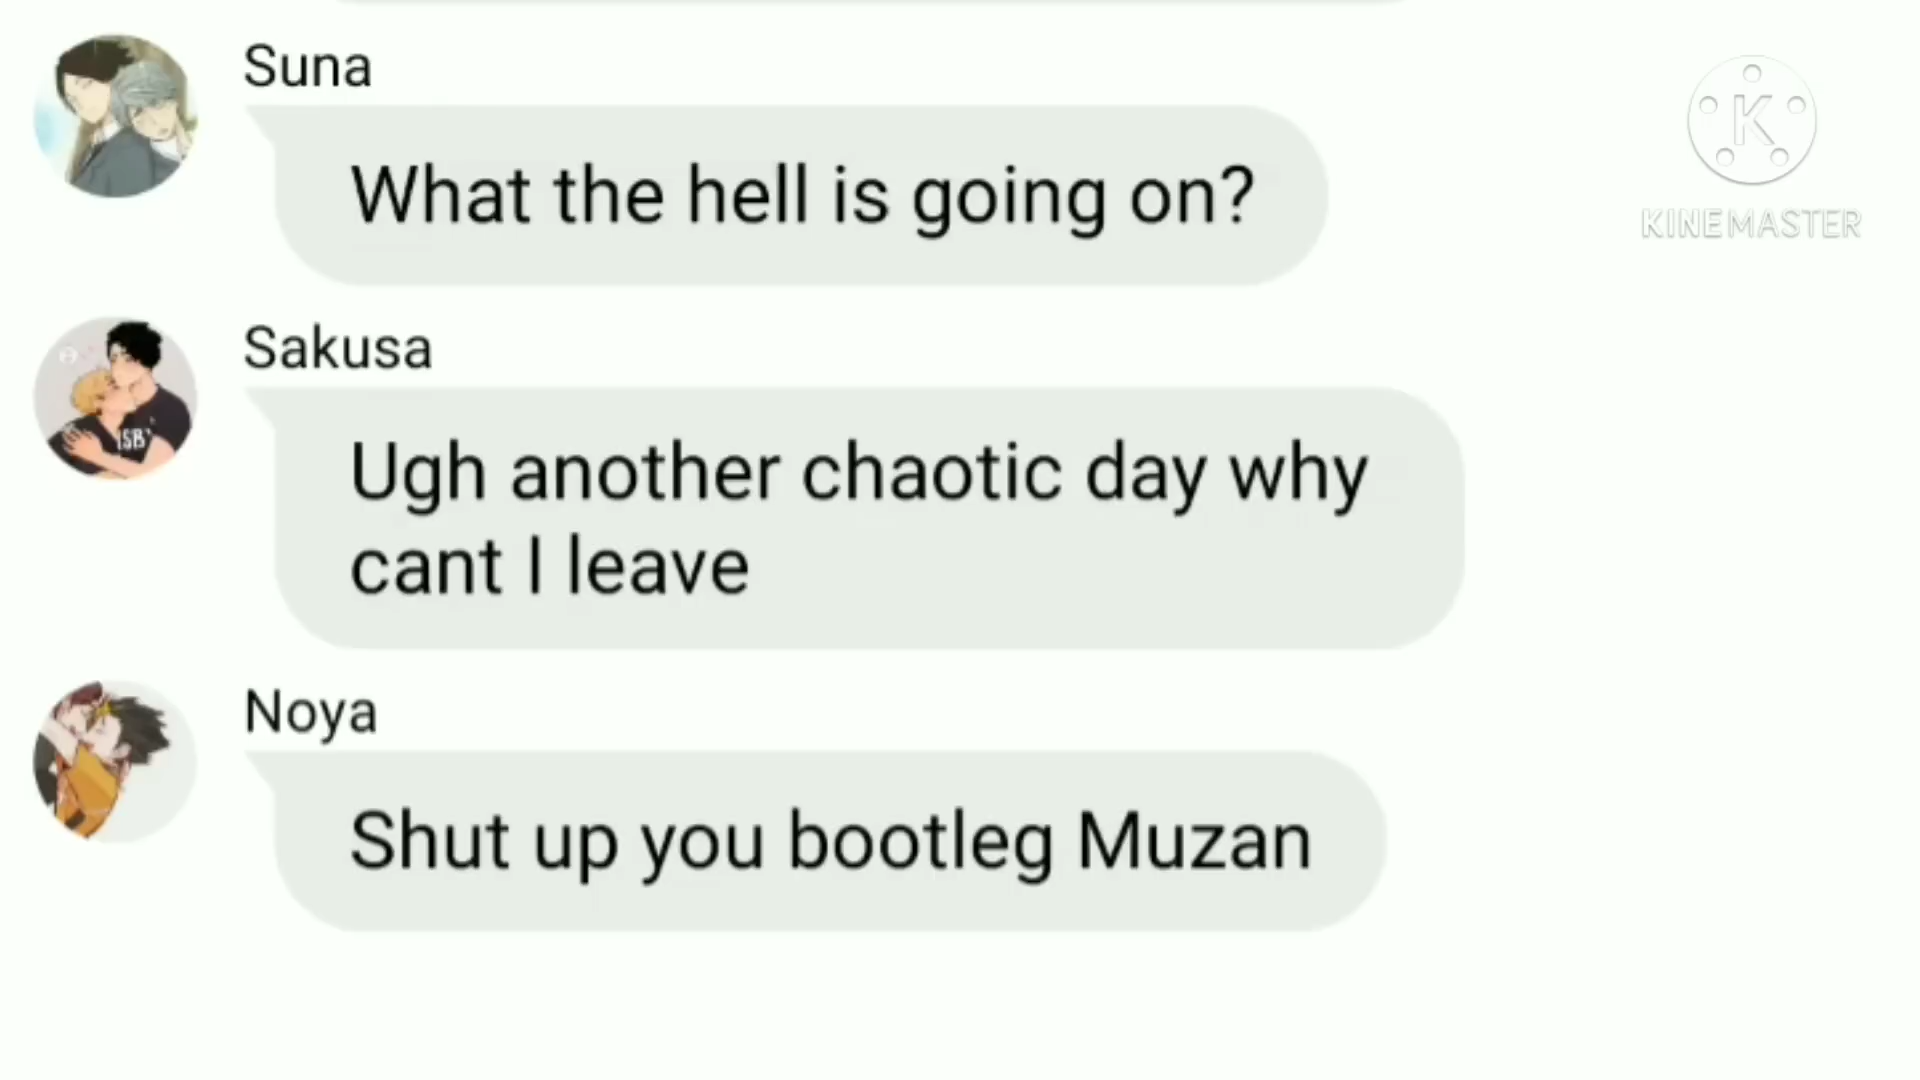 Suna
What the hell is going on?
K
KINEMASTER
Sakusa
SB
Ugh another chaotic day why
cant I leave
Noya
Shut up you bootleg Muzan